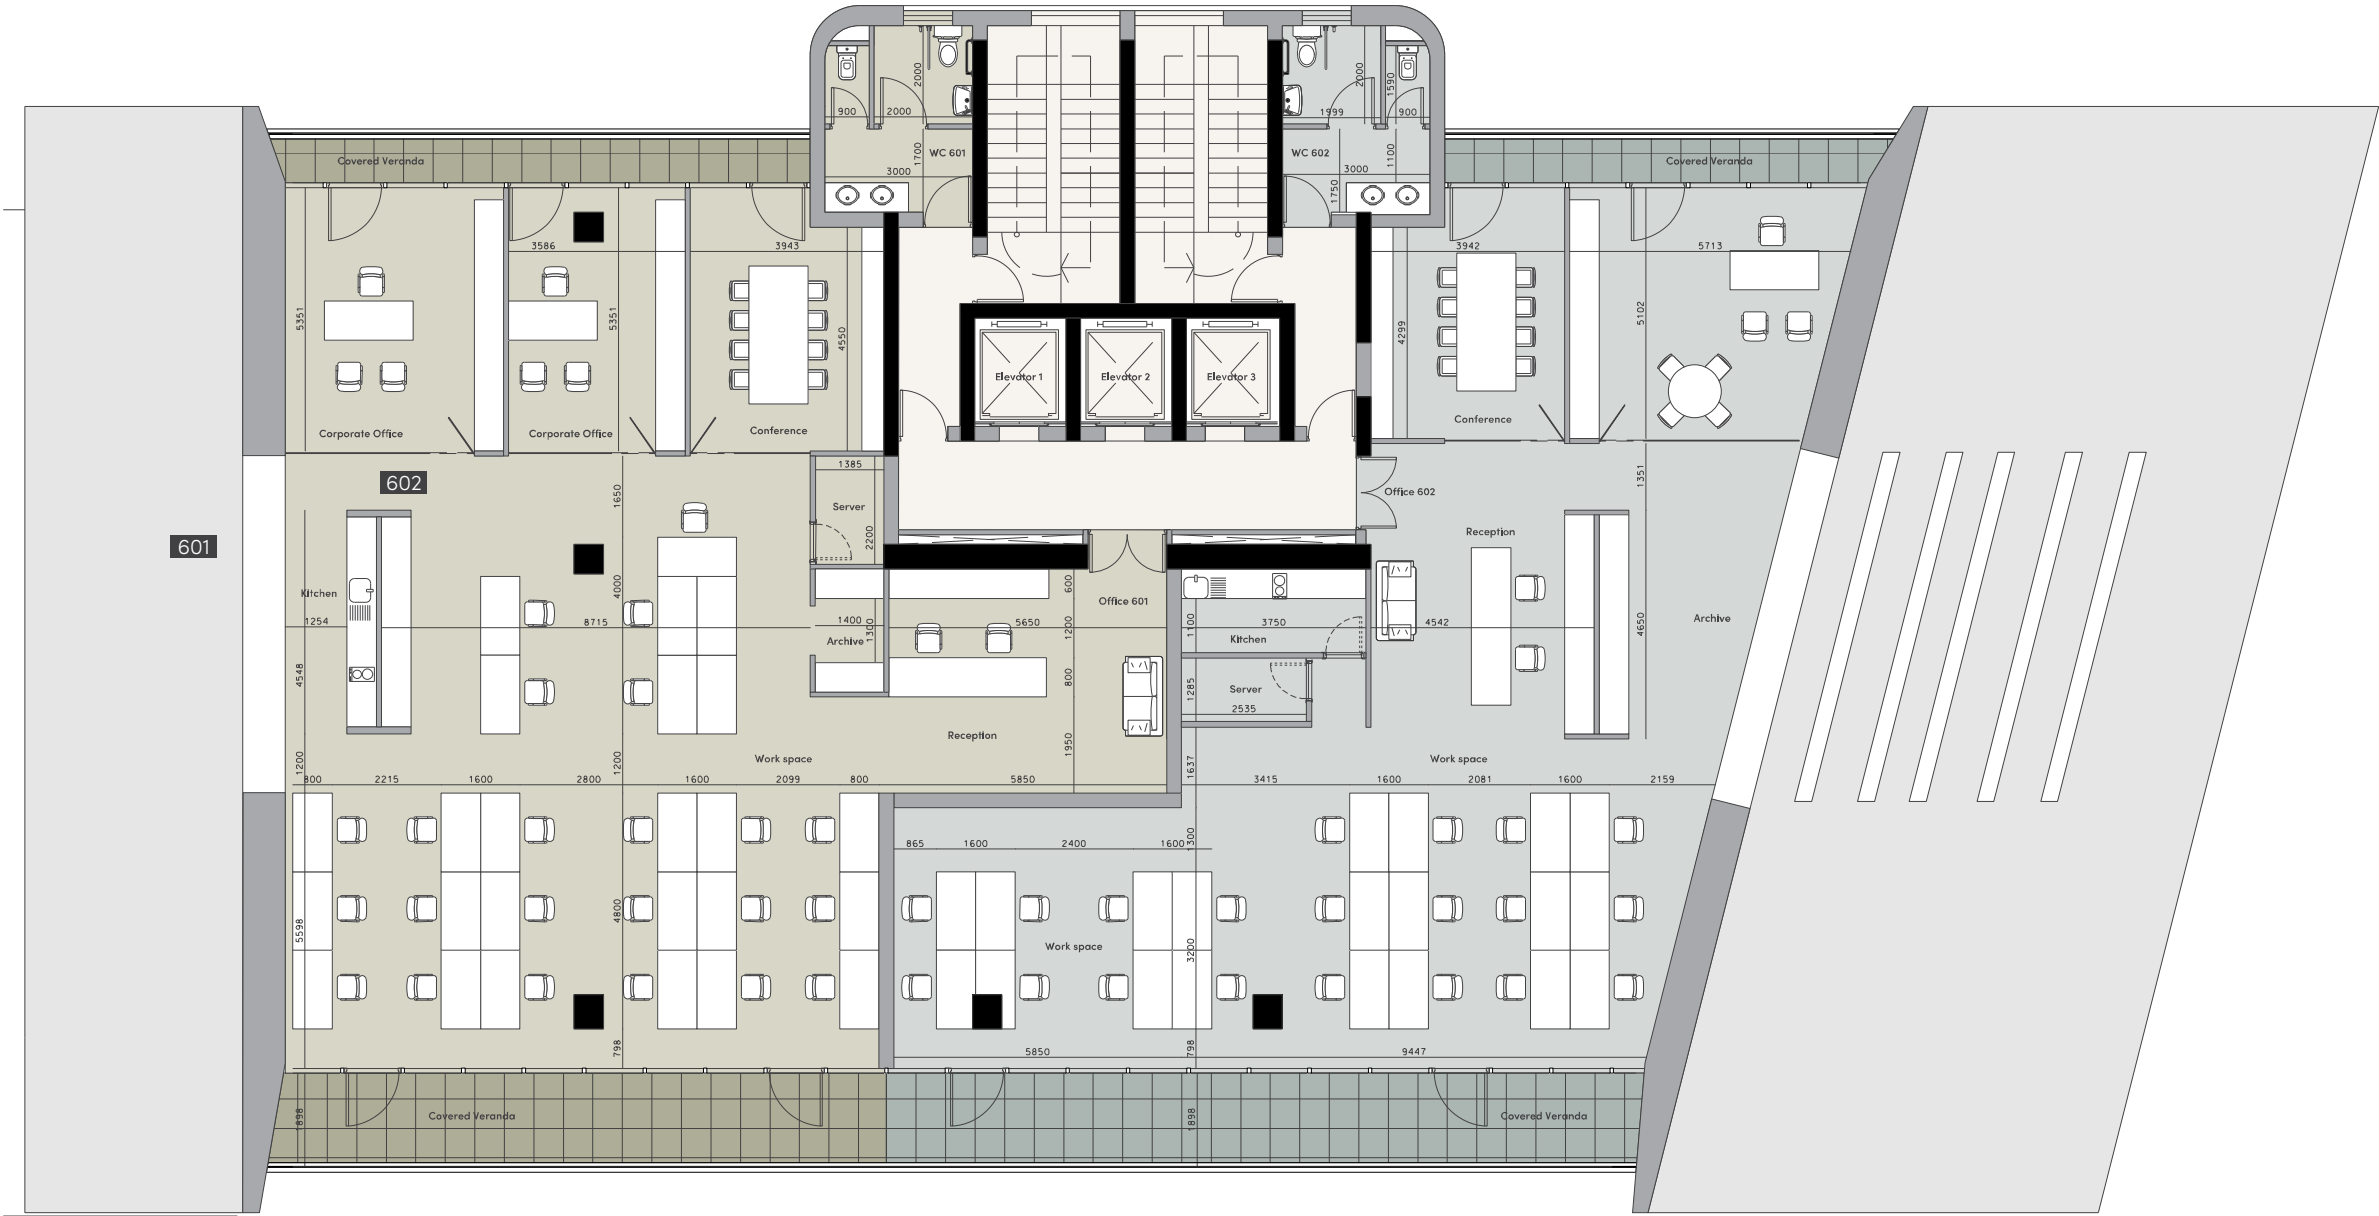 2000
2000
1590
900
2000
1999
900
WC 601
1700
WC 602
1100
3000
3000
1750
Covered Veranda
Covered Veranda
3586
3943
3942
5713
5351
5351
4550
4299
5102
Elevator 1
Elevator 2
Elevator 3
Corporate Office
Corporate Office
Conference
Conference
602
1385
1650
Server
2200
Office 602
1351
Reception
601
Kitchen
1254
4000
8715
600
Office 601
1400
1300
Archive
5650
1200
1100
3750
Kitchen
4542
4650
Archive
4548
800
1285
Server
2535
Reception
1950
1200
1200
Work space
1637
Work space
800
2215
1600
2800
1600
2099
800
5850
3415
1600
2081
1600
2159
865
1600
2400
1600
1300
5598
4800
Work space
3200
798
5850
798
9447
1898
Covered Veranda
1898
Covered Veranda